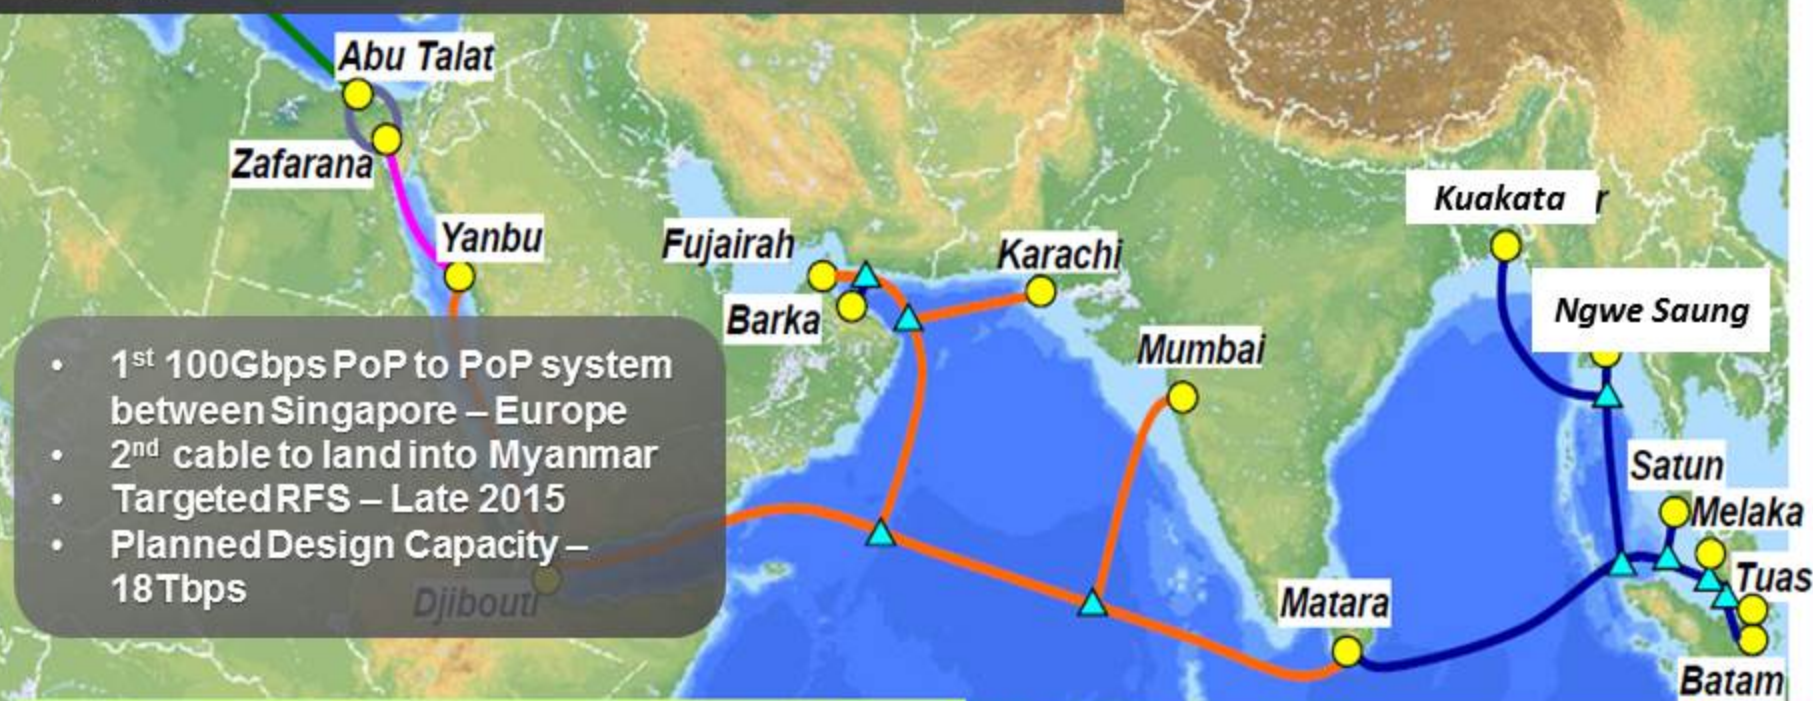 Abu Talat
Zafarana
Yanbu
Fujairah
Barka
Karachi
Mumbai
Kuakata r
Ngwe Saung
Satun
Melaka
Tuas
Matara
Batam
Djibouti
• 1st 100Gbps PoP to PoP system
between Singapore – Europe
• 2nd cable to land into Myanmar
• Targeted RFS – Late 2015
• Planned Design Capacity –
18Tbps